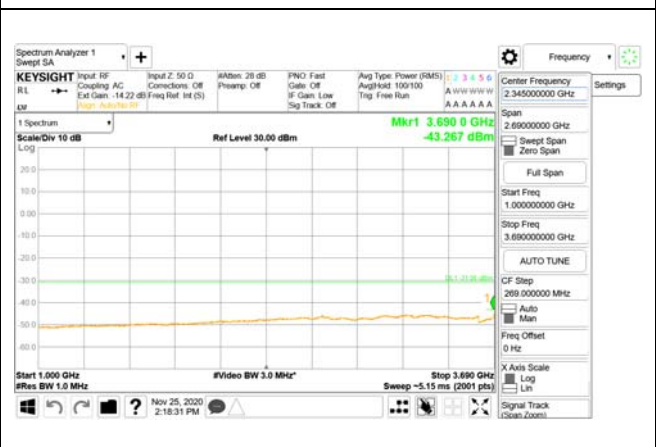 Spectrum Analyzer 1
Swept SA
Frequency
Settings
KEYSIGHT
RL
Input: RF
Coupling: AC
Ext Gain: -14.22 dB
Align: Auto/No RF
Input Z: 50 Ω
Corrections: Off
Freq Ref: Int (S)
#Atten: 28 dB
Preamp: Off
PNO: Fast
Gate: Off
IF Gain: Low
Sig Track: Off
Avg Type: Power (RMS)
Avg|Hold: 100/100
Trig: Free Run
1 2 3 4 5 6
A W W W W W
A A A A A A
1 Spectrum
Scale/Div 10 dB
Log
Ref Level 30.00 dBm
Mkr1 3.690 0 GHz
-43.267 dBm
20.0
10.0
0.00
-10.0
-20.0
-30.0
-40.0
-50.0
-60.0
1
Start 1.000 GHz
#Res BW 1.0 MHz
#Video BW 3.0 MHz*
Stop 3.690 GHz
Sweep ~5.15 ms (2001 pts)
Nov 25, 2020
2:18:31 PM
Center Frequency
2.345000000 GHz
Span
2.69000000 GHz
Swept Span
Zero Span
Full Span
Start Freq
1.000000000 GHz
Stop Freq
3.690000000 GHz
AUTO TUNE
CF Step
269.000000 MHz
Auto
Man
Freq Offset
0 Hz
X Axis Scale
Log
Lin
Signal Track
(Span Zoom)